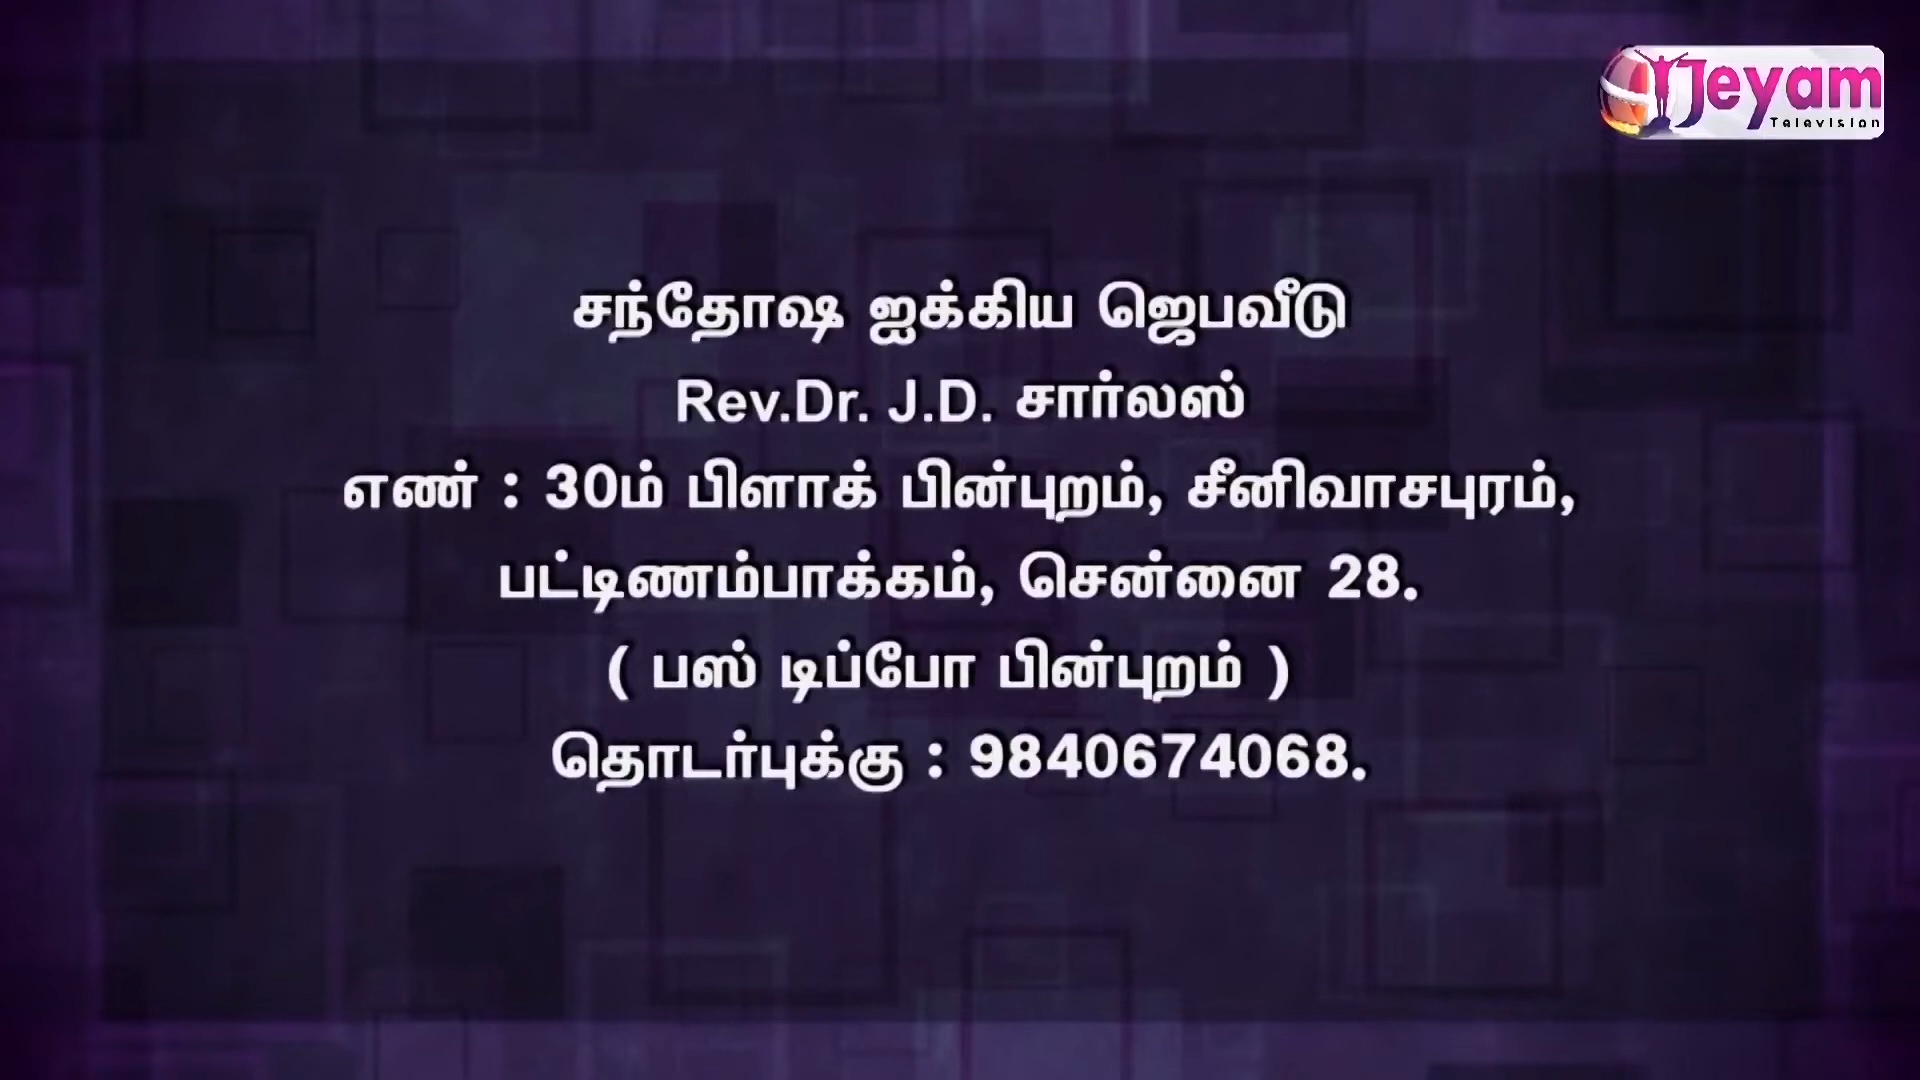 Jeyam
Television
சந்தோஷ ஐக்கிய ஜெபவீடு
Rev.Dr. J.D. சார்லஸ்
எண் : 30ம் பிளாக் பின்புறம், சீனிவாசபுரம்,
பட்டிணம்பாக்கம், சென்னை 28.
( பஸ் டிப்போ பின்புறம் )
தொடர்புக்கு : 9840674068.